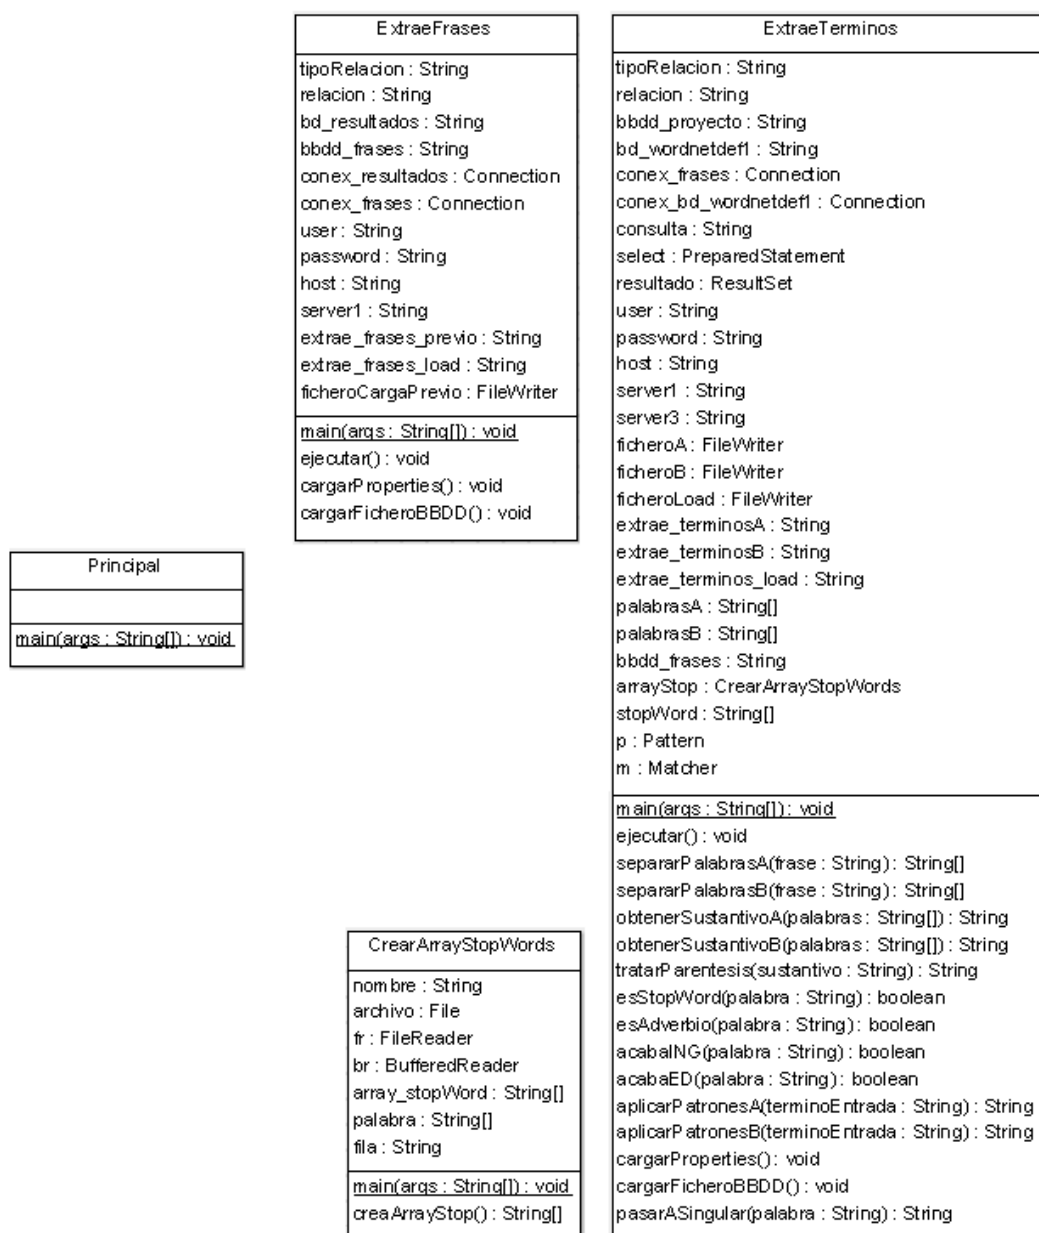 ExtraeFrases
tipoRelacion : String
relacion : String
bd_resultados : String
bbdd_frases : String
conex_resultados : Connection
conex_frases : Connection
user : String
password : String
host : String
server1 : String
extrae_frases_previo : String
extrae_frases_load : String
ficheroCargaPrevio : FileWriter
main(args : String[]) : void
ejecutar() : void
cargarProperties() : void
cargarFicheroBBDD() : void
ExtraeTerminos
tipoRelacion : String
relacion : String
bbdd_proyecto : String
bd_wordnetdef1 : String
conex_frases : Connection
conex_bd_wordnetdef1 : Connection
consulta : String
select : PreparedStatement
resultado : ResultSet
user : String
password : String
host : String
server1 : String
server3 : String
ficheroA : FileWriter
ficheroB : FileWriter
ficheroLoad : FileWriter
extrae_terminosA : String
extrae_terminosB : String
extrae_terminos_load : String
palabrasA : String[]
palabrasB : String[]
bbdd_frases : String
arrayStop : CrearArrayStopWords
stopWord : String[]
p : Pattern
m : Matcher
main(args : String[]) : void
ejecutar() : void
separarPalabrasA(frase : String) : String[]
separarPalabrasB(frase : String) : String[]
obtenerSustantivoA(palabras : String[]) : String
obtenerSustantivoB(palabras : String[]) : String
tratarParentesis(sustantivo : String) : String
esStopWord(palabra : String) : boolean
esAdverbio(palabra : String) : boolean
acabaING(palabra : String) : boolean
acabaED(palabra : String) : boolean
aplicarPatronesA(terminoEntrada : String) : String
aplicarPatronesB(terminoEntrada : String) : String
cargarProperties() : void
cargarFicheroBBDD() : void
pasarASingular(palabra : String) : String
Principal
main(args : String[]) : void
CrearArrayStopWords
nombre : String
archivo : File
fr : FileReader
br : BufferedReader
array_stopWord : String[]
palabra : String[]
fila : String
main(args : String[]) : void
creaArrayStop() : String[]